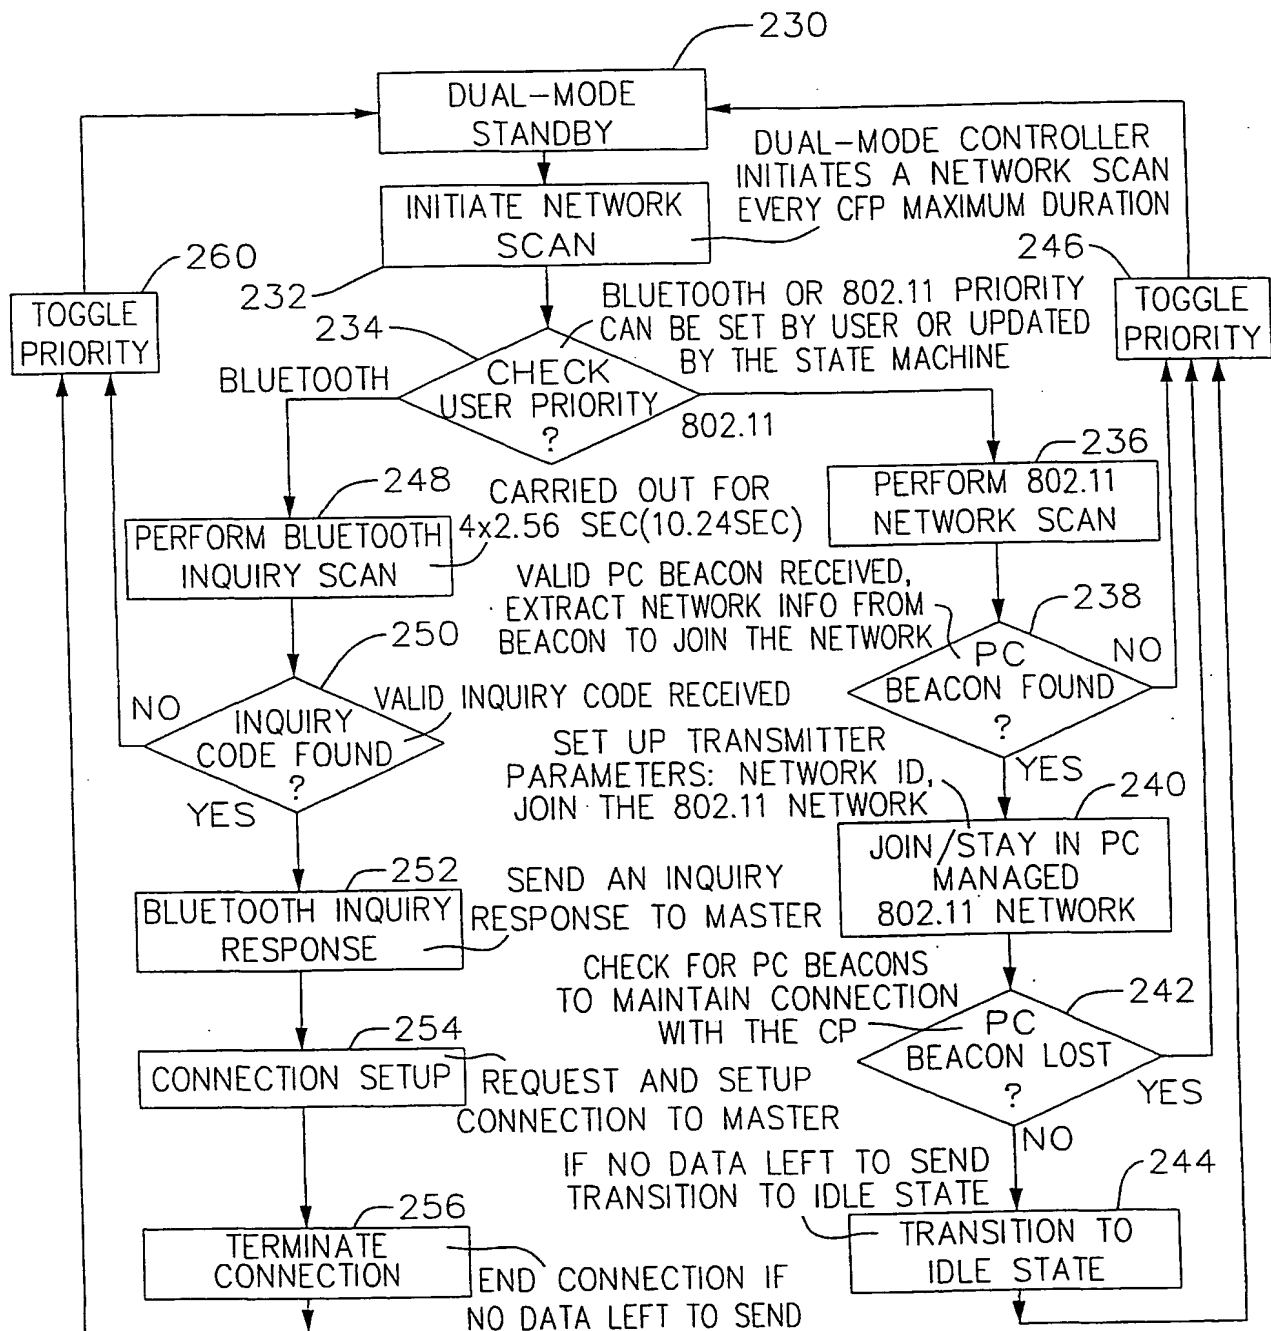 230
DUAL-MODE
STANDBY
DUAL-MODE CONTROLLER
INITIATES A NETWORK SCAN
EVERY CFP MAXIMUM DURATION
INITIATE NETWORK
SCAN
232
260
TOGGLE
PRIORITY
246
TOGGLE
PRIORITY
234
BLUETOOTH OR 802.11 PRIORITY
CAN BE SET BY USER OR UPDATED
BY THE STATE MACHINE
BLUETOOTH
CHECK
USER PRIORITY
?
802.11
248
PERFORM BLUETOOTH
INQUIRY SCAN
CARRIED OUT FOR
4x2.56 SEC(10.24SEC)
236
PERFORM 802.11
NETWORK SCAN
VALID PC BEACON RECEIVED,
EXTRACT NETWORK INFO FROM
BEACON TO JOIN THE NETWORK
238
PC
BEACON FOUND
?
NO
YES
250
NO
INQUIRY
CODE FOUND
?
YES
VALID INQUIRY CODE RECEIVED
SET UP TRANSMITTER
PARAMETERS: NETWORK ID,
JOIN THE 802.11 NETWORK
240
JOIN/STAY IN PC
MANAGED
802.11 NETWORK
252
BLUETOOTH INQUIRY
RESPONSE
SEND AN INQUIRY
RESPONSE TO MASTER
CHECK FOR PC BEACONS
TO MAINTAIN CONNECTION
WITH THE CP
242
PC
BEACON LOST
?
YES
NO
254
CONNECTION SETUP
REQUEST AND SETUP
CONNECTION TO MASTER
IF NO DATA LEFT TO SEND
TRANSITION TO IDLE STATE
244
TRANSITION TO
IDLE STATE
256
TERMINATE
CONNECTION
END CONNECTION IF
NO DATA LEFT TO SEND